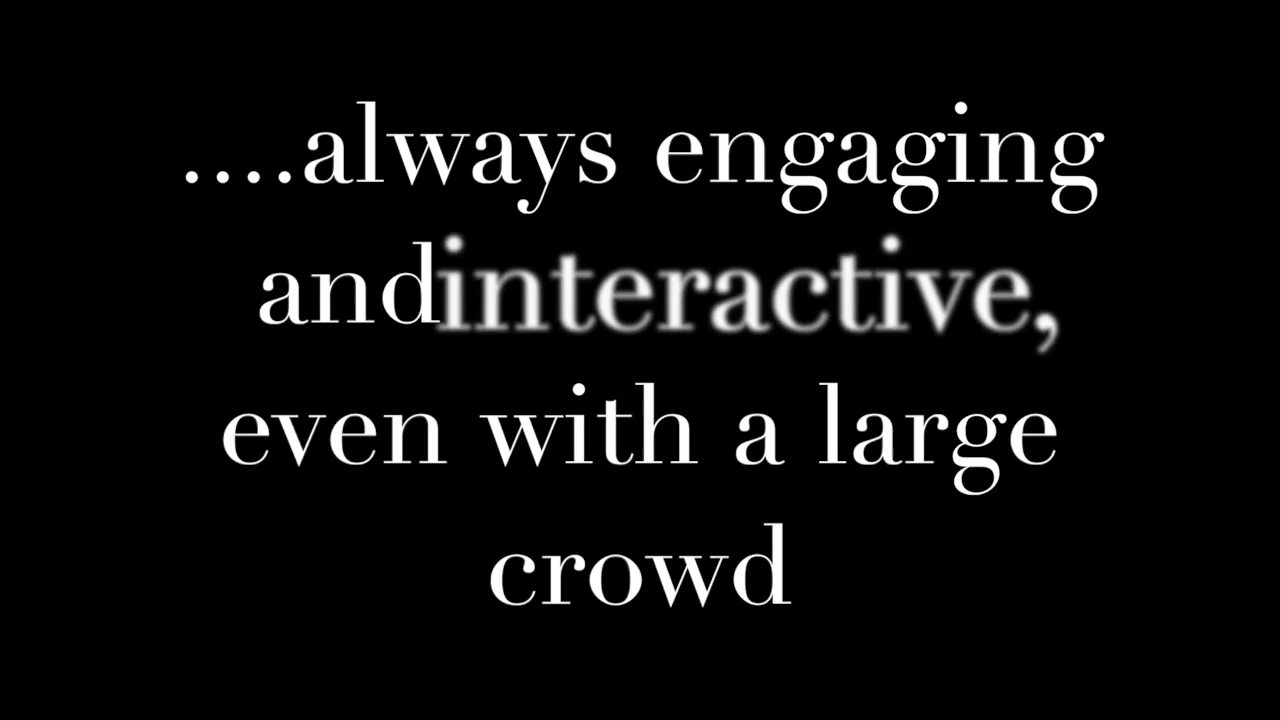 ....always engaging
andinteractive,
even with a large
crowd